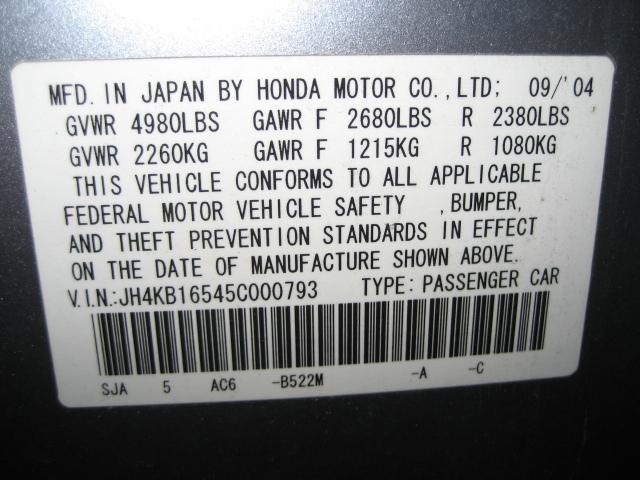 MFD. IN JAPAN BY HONDA MOTOR CO., LTD; 09/'04
GVWR 4980LBS GAWR F 2680LBS R 2380LBS
GVWR 2260KG GAWR F 1215KG R 1080KG
THIS VEHICLE CONFORMS TO ALL APPLICABLE
FEDERAL MOTOR VEHICLE SAFETY , BUMPER,
AND THEFT PREVENTION STANDARDS IN EFFECT
ON THE DATE OF MANUFACTURE SHOWN ABOVE.
V.I.N.:JH4KB16545C000793 TYPE: PASSENGER CAR
SJA 5 AC6 -B522M -A -C